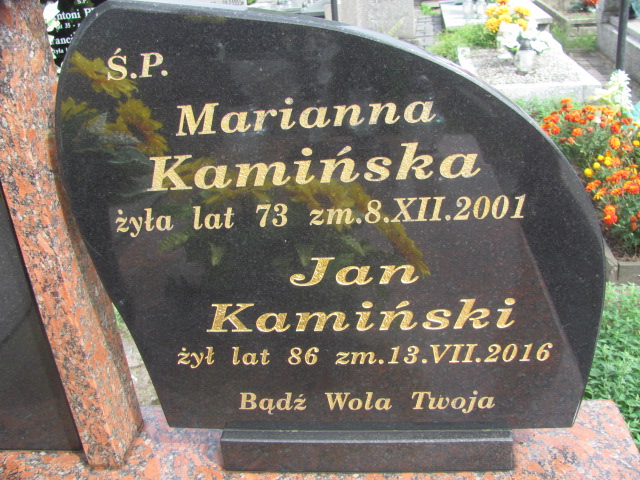 Ś.P.
Marianna
Kamińska
żyła lat 73 zm.8.XII.2001
Jan
Kamiński
żył lat 86 zm.13.VII.2016
Bądź Wola Twoja